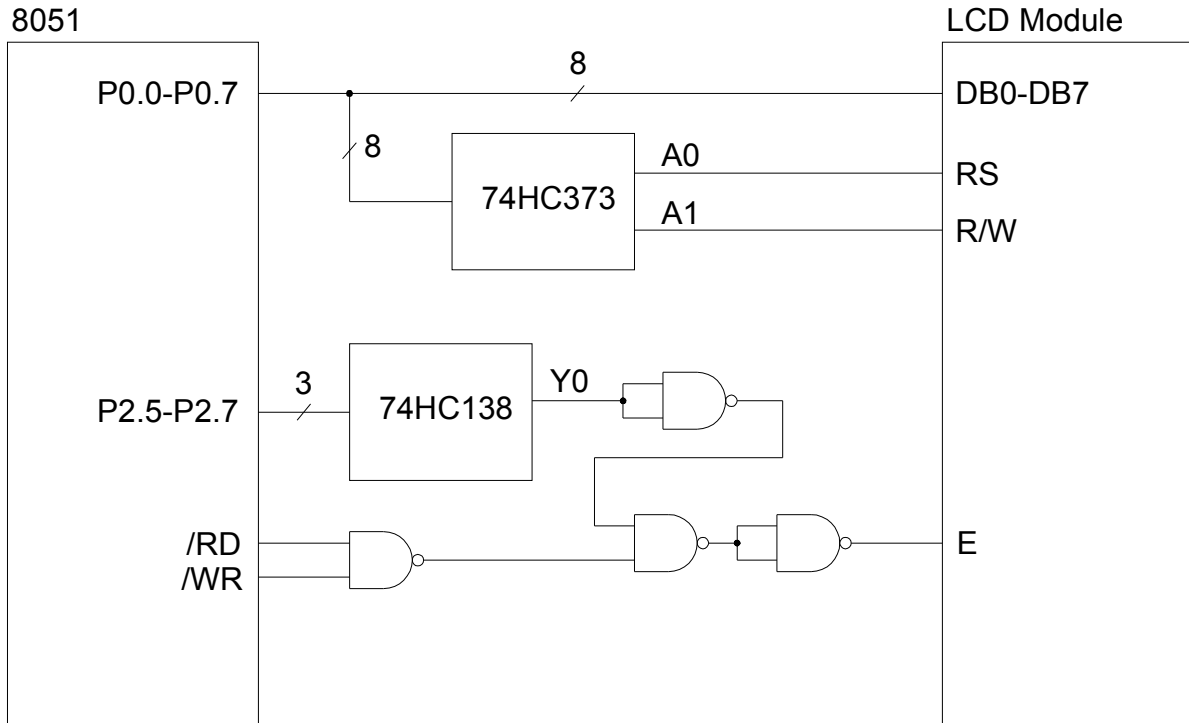 8051
LCD Module
8
P0.0-P0.7
DB0-DB7
8
A0
RS
74HC373
A1
R/W
3
Y0
P2.5-P2.7
74HC138
/RD
E
/WR